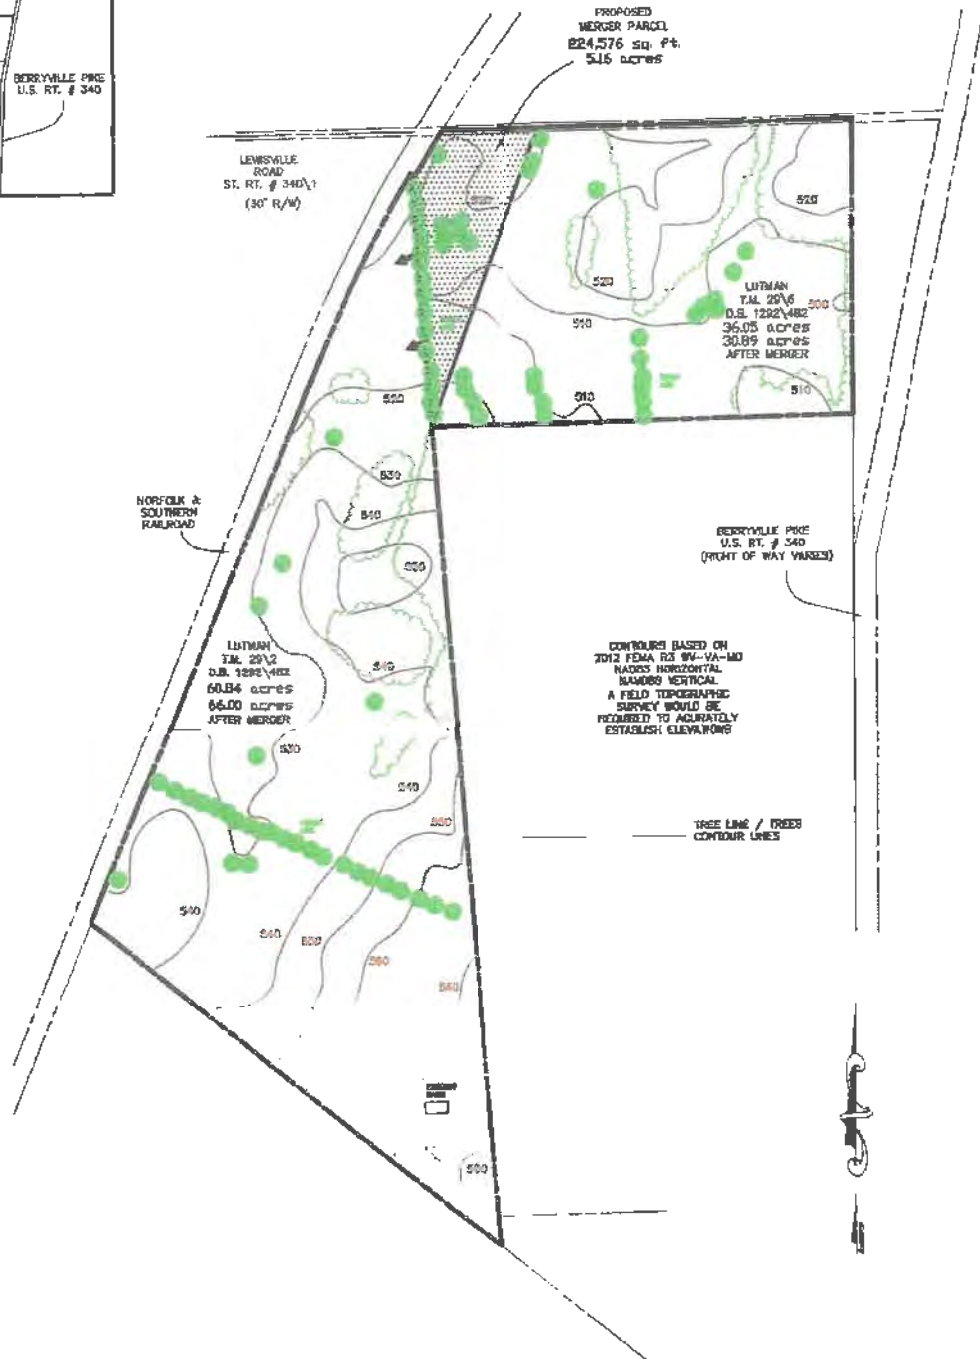 BERRYVILLE PIKE
U.S. RT. # 340
PROPOSED
MERGER PARCEL
224,576 sq. ft.
5.16 acres
LEWISVILLE
ROAD
ST. RT. # 340\1
(30' R/W)
520
520
520
LUTMAN
T.M. 29\6
D.B. 1292\482
36.05 acres
30.89 acres
AFTER MERGER
500
510
510
510
520
NORFOLK &
SOUTHERN
RAILROAD
530
540
550
BERRYVILLE PIKE
U.S. RT. # 340
(RIGHT OF WAY VARIES)
LUTMAN
T.M. 29\2
D.B. 1292\482
60.84 acres
66.00 acres
AFTER MERGER
540
CONTOURS BASED ON
2012 FEMA R3 WV-VA-MD
NAD83 HORIZONTAL
NAVD88 VERTICAL
A FIELD TOPOGRAPHIC
SURVEY WOULD BE
REQUIRED TO ACURATELY
ESTABLISH ELEVATIONS
530
540
550
TREE LINE / TREES
CONTOUR LINES
540
540
550
560
560